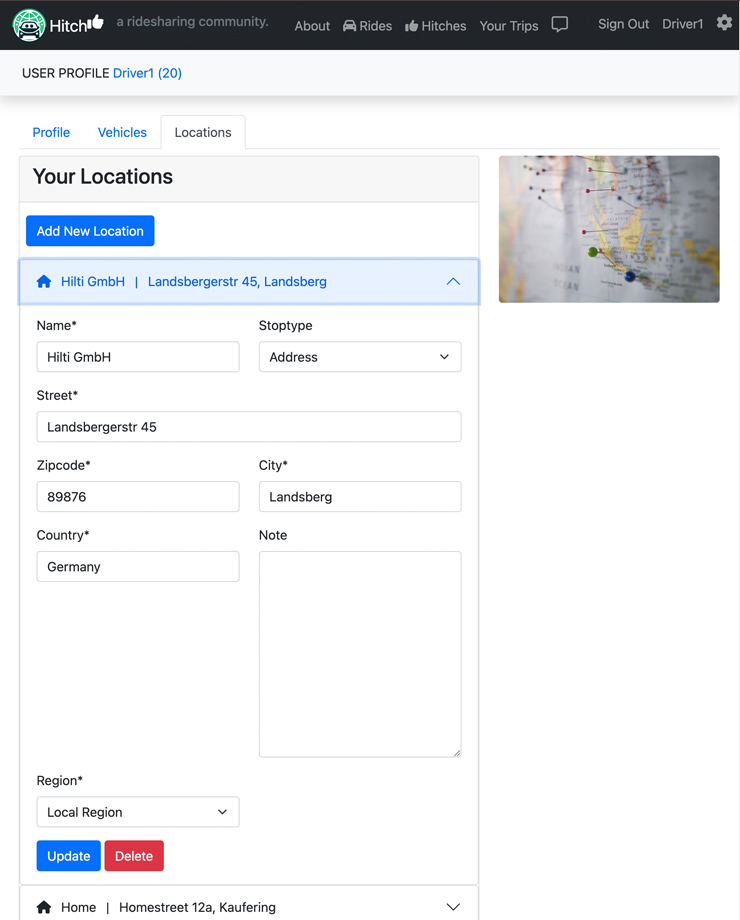 Hitch a ridesharing community. About Rides Hitches Your Trips Sign Out Driver1
USER PROFILE Driver1 (20)
Profile Vehicles Locations
Your Locations
Add New Location
Hilti GmbH | Landsbergerstr 45, Landsberg
Name* Stoptype
Hilti GmbH Address
Street*
Landsbergerstr 45
Zipcode* City*
89876 Landsberg
Country* Note
Germany
Region*
Local Region
Update Delete
Home | Homestreet 12a, Kaufering